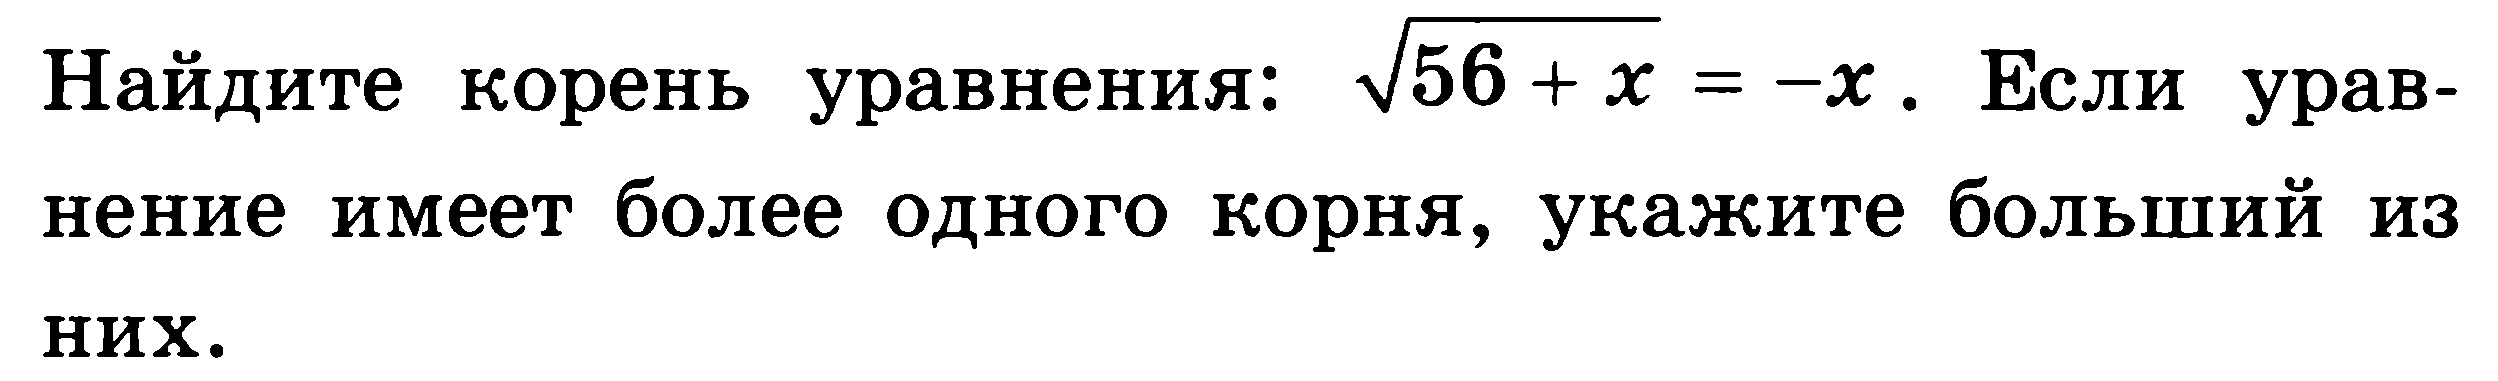 Найдите корень уравнения: √56 + x = −x. Если урав-
нение имеет более одного корня, укажите больший из
них.